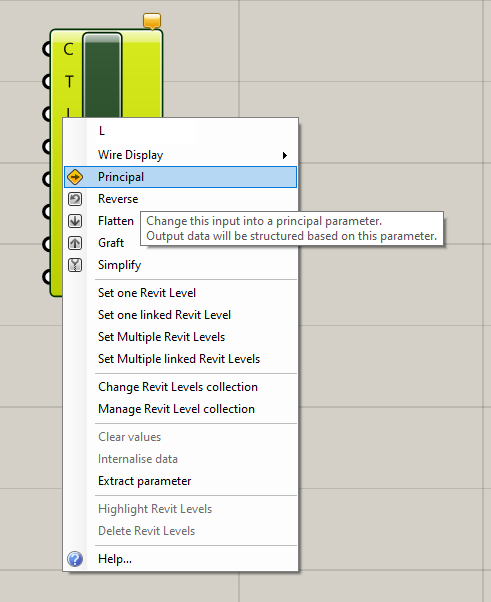 C
T
L
Wire Display
Principal
Reverse
Flatten
Change this input into a principal parameter.
Output data will be structured based on this parameter.
Graft
Simplify
Set one Revit Level
Set one linked Revit Level
Set Multiple Revit Levels
Set Multiple linked Revit Levels
Change Revit Levels collection
Manage Revit Level collection
Clear values
Internalise data
Extract parameter
Highlight Revit Levels
Delete Revit Levels
Help...